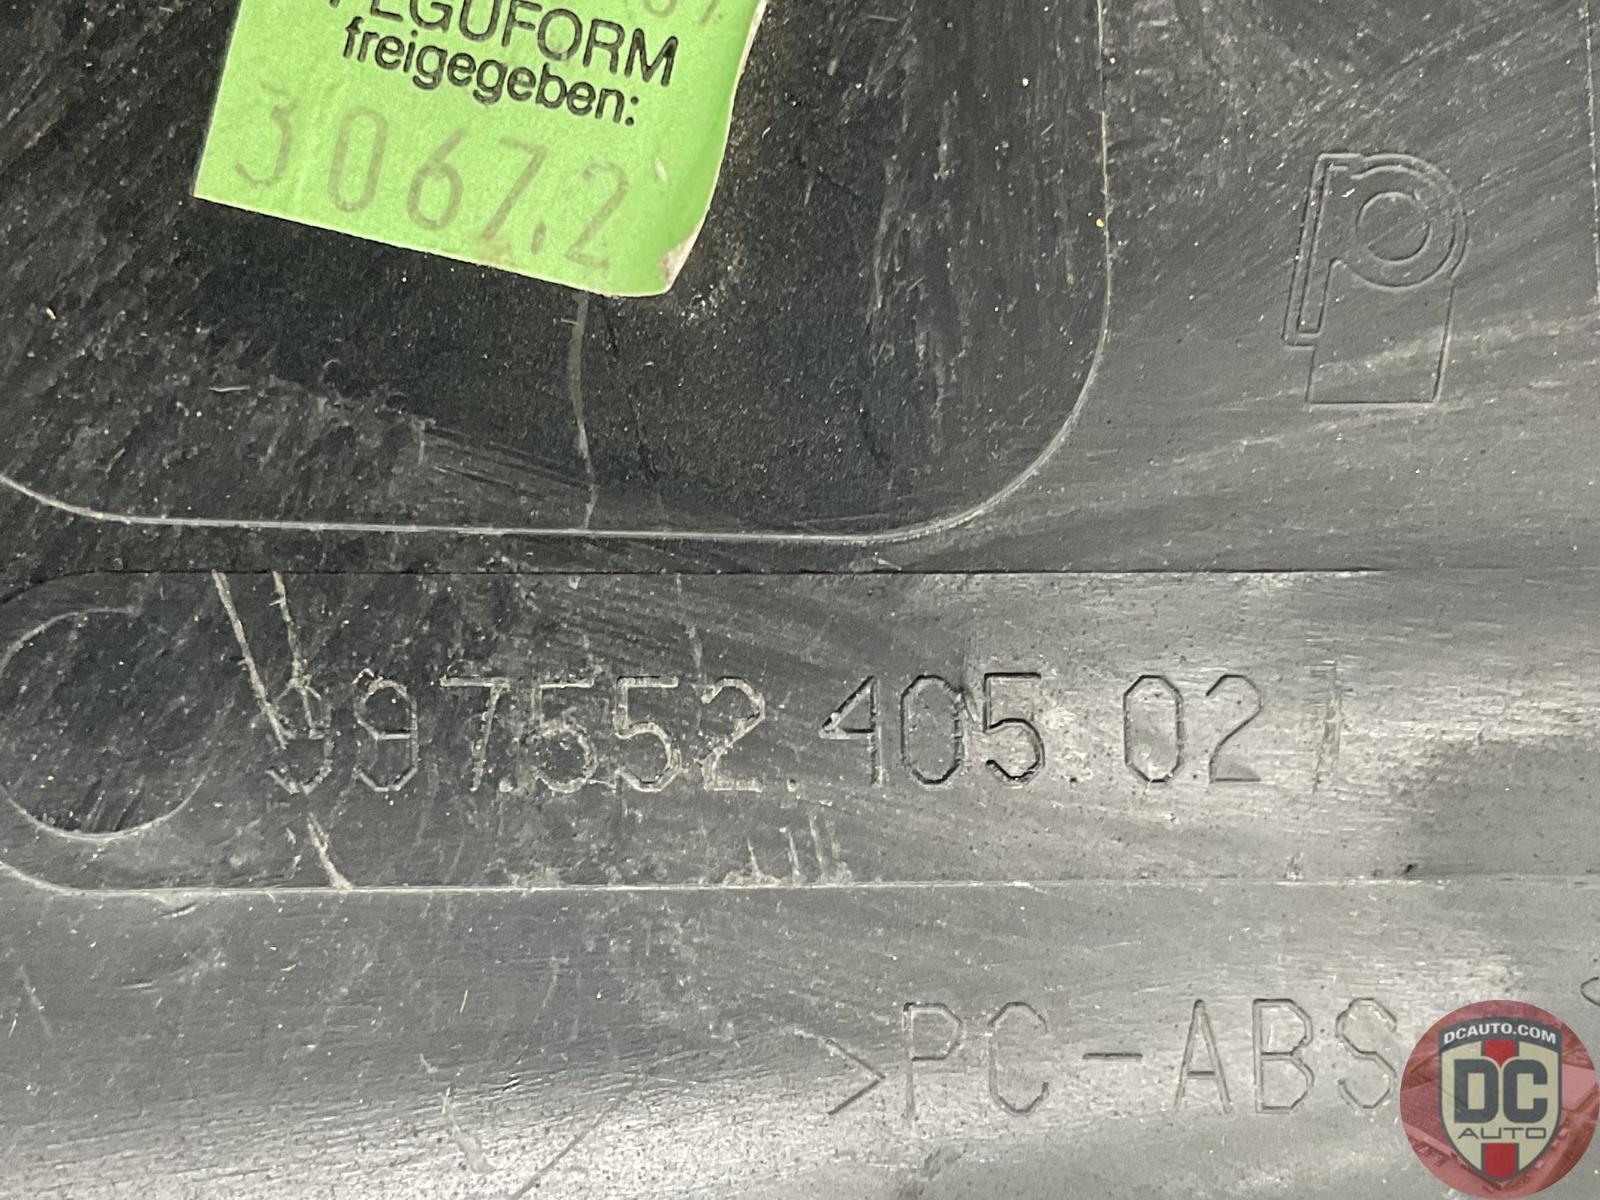 PEGUFORM
freigegeben:
3067.2
997.552.405.02
>PC-ABS
DCAUTO.COM
DC
AUTO